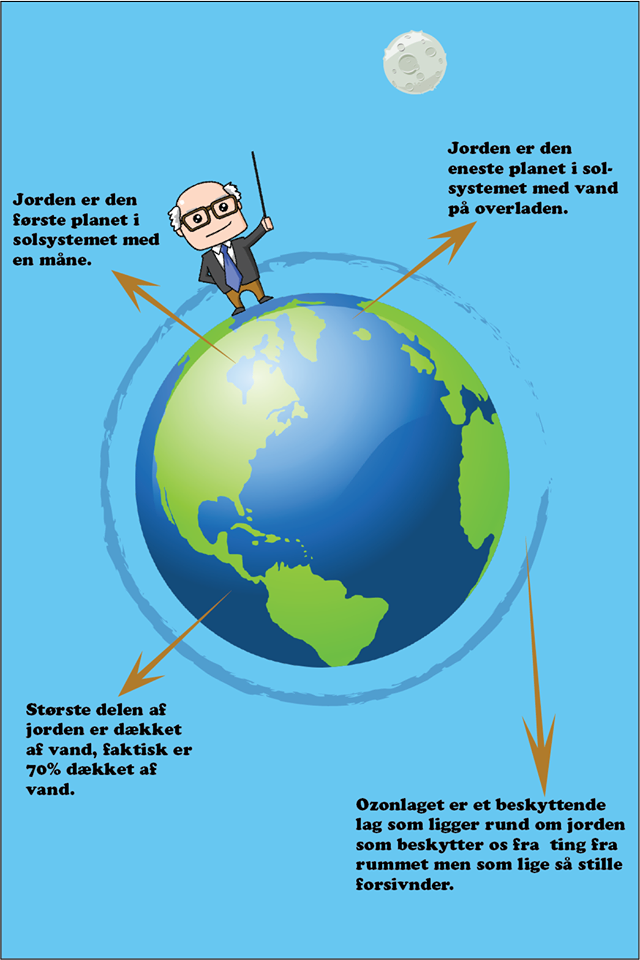 Jorden er den
første planet i
solsystemet med
en måne.
Jorden er den
eneste planet i sol-
systemet med vand
på overladen.
Største delen af
jorden er dækket
af vand, faktisk er
70% dækket af
vand.
Ozonlaget er et beskyttende
lag som ligger rund om jorden
som beskytter os fra  ting fra
rummet men som lige så stille
forsivnder.